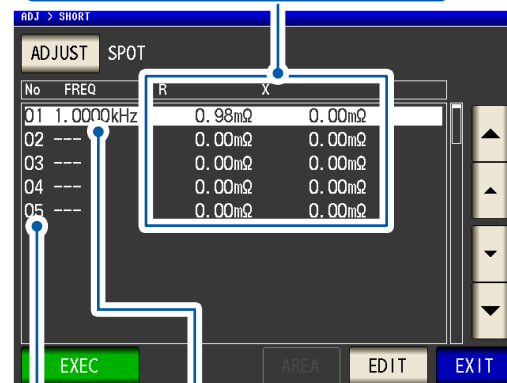 ADJ > SHORT
ADJUST SPOT
No FREQ R X
01 1.0000kHz 0.98mΩ 0.00mΩ
02 --- 0.00mΩ 0.00mΩ
03 --- 0.00mΩ 0.00mΩ
04 --- 0.00mΩ 0.00mΩ
05 --- 0.00mΩ 0.00mΩ
EXEC AREA EDIT EXIT